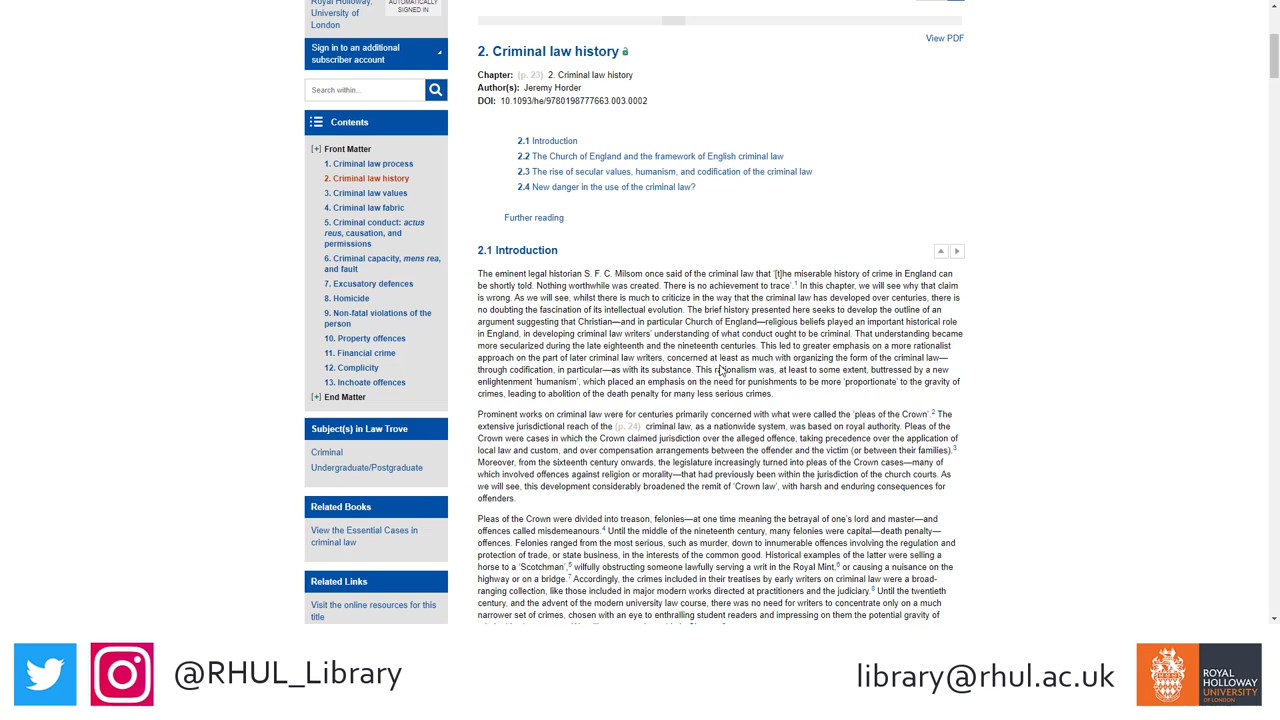 Royal Holloway,
University of
London
AUTOMATICALLY
SIGNED IN
Sign in to an additional
subscriber account
Search within...
Contents
[+] Front Matter
1. Criminal law process
2. Criminal law history
3. Criminal law values
4. Criminal law fabric
5. Criminal conduct: actus
reus, causation, and
permissions
6. Criminal capacity, mens rea,
and fault
7. Excusatory defences
8. Homicide
9. Non-fatal violations of the
person
10. Property offences
11. Financial crime
12. Complicity
13. Inchoate offences
[+] End Matter
Subject(s) in Law Trove
Criminal
Undergraduate/Postgraduate
Related Books
View the Essential Cases in
criminal law
Related Links
Visit the online resources for this
title
View PDF
2. Criminal law history
Chapter: (p. 23) 2. Criminal law history
Author(s): Jeremy Horder
DOI: 10.1093/he/9780198777663.003.0002
2.1 Introduction
2.2 The Church of England and the framework of English criminal law
2.3 The rise of secular values, humanism, and codification of the criminal law
2.4 New danger in the use of the criminal law?
Further reading
2.1 Introduction
The eminent legal historian S. F. C. Milsom once said of the criminal law that '[t]he miserable history of crime in England can
be shortly told. Nothing worthwhile was created. There is no achievement to trace'.1 In this chapter, we will see why that claim
is wrong. As we will see, whilst there is much to criticize in the way that the criminal law has developed over centuries, there is
no doubting the fascination of its intellectual evolution. The brief history presented here seeks to develop the outline of an
argument suggesting that Christian—and in particular Church of England—religious beliefs played an important historical role
in England, in developing criminal law writers' understanding of what conduct ought to be criminal. That understanding became
more secularized during the late eighteenth and the nineteenth centuries. This led to greater emphasis on a more rationalist
approach on the part of later criminal law writers, concerned at least as much with organizing the form of the criminal law—
through codification, in particular—as with its substance. This rationalism was, at least to some extent, buttressed by a new
enlightenment 'humanism', which placed an emphasis on the need for punishments to be more 'proportionate' to the gravity of
crimes, leading to abolition of the death penalty for many less serious crimes.
Prominent works on criminal law were for centuries primarily concerned with what were called the 'pleas of the Crown'.2 The
extensive jurisdictional reach of the (p. 24) criminal law, as a nationwide system, was based on royal authority. Pleas of the
Crown were cases in which the Crown claimed jurisdiction over the alleged offence, taking precedence over the application of
local law and custom, and over compensation arrangements between the offender and the victim (or between their families).3
Moreover, from the sixteenth century onwards, the legislature increasingly turned into pleas of the Crown cases—many of
which involved offences against religion or morality—that had previously been within the jurisdiction of the church courts. As
we will see, this development considerably broadened the remit of 'Crown law', with harsh and enduring consequences for
offenders.
Pleas of the Crown were divided into treason, felonies—at one time meaning the betrayal of one's lord and master—and
offences called misdemeanours.4 Until the middle of the nineteenth century, many felonies were capital—death penalty—
offences. Felonies ranged from the most serious, such as murder, down to innumerable offences involving the regulation and
protection of trade, or state business, in the interests of the common good. Historical examples of the latter were selling a
horse to a 'Scotchman',5 wilfully obstructing someone lawfully serving a writ in the Royal Mint,6 or causing a nuisance on the
highway or on a bridge.7 Accordingly, the crimes included in their treatises by early writers on criminal law were a broad-
ranging collection, like those included in major modern works directed at practitioners and the judiciary.8 Until the twentieth
century, and the advent of the modern university law course, there was no need for writers to concentrate only on a much
narrower set of crimes, chosen with an eye to enthralling student readers and impressing on them the potential gravity of
@RHUL_Library
library@rhul.ac.uk
ROYAL
HOLLOWAY
UNIVERSITY
OF LONDON